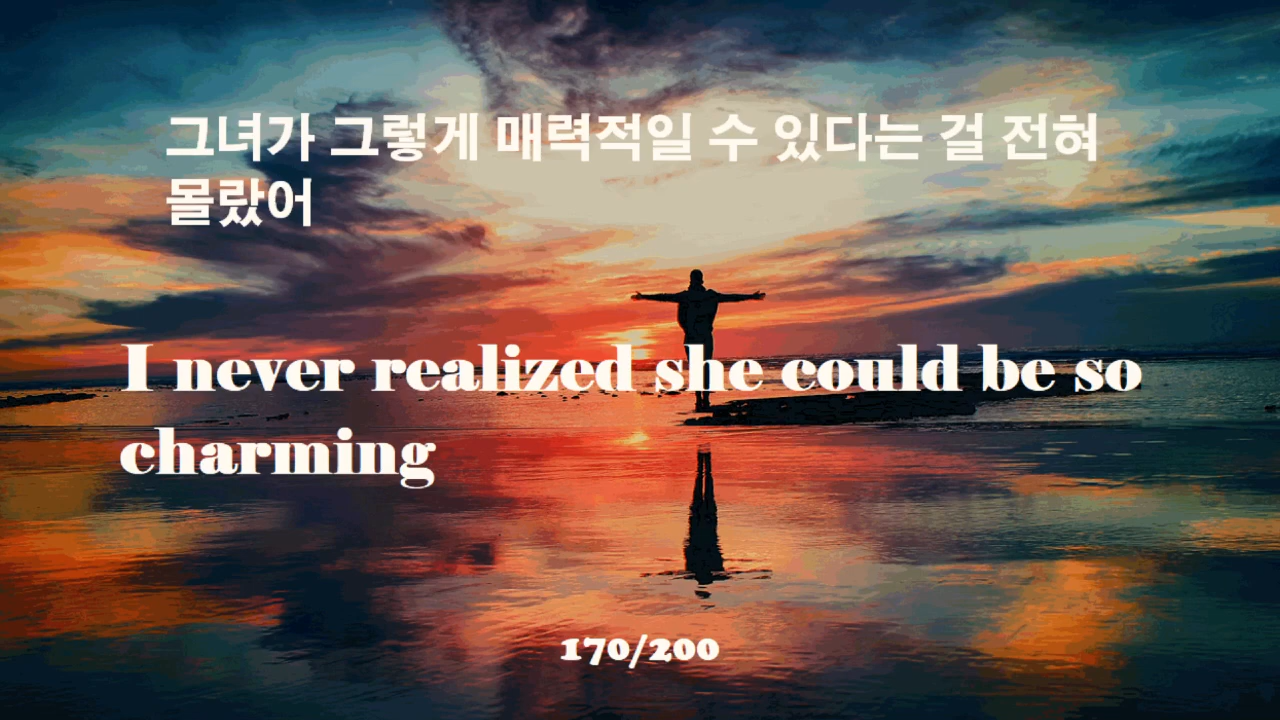 그녀가 그렇게 매력적일 수 있다는 걸 전혀
몰랐어
I never realized she could be so
charming
170/200